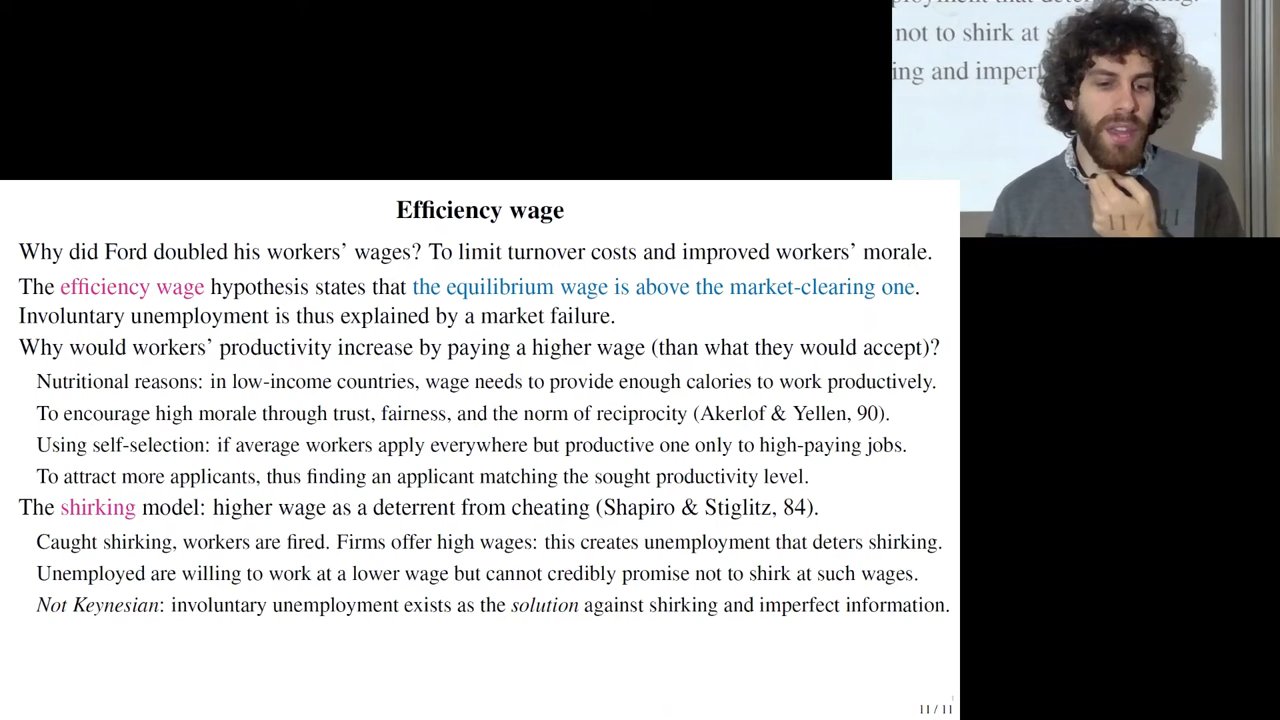 not to shirk at
ing and imper
11 / 11
Efficiency wage
Why did Ford doubled his workers' wages? To limit turnover costs and improved workers' morale.
The efficiency wage hypothesis states that the equilibrium wage is above the market-clearing one.
Involuntary unemployment is thus explained by a market failure.
Why would workers' productivity increase by paying a higher wage (than what they would accept)?
Nutritional reasons: in low-income countries, wage needs to provide enough calories to work productively.
To encourage high morale through trust, fairness, and the norm of reciprocity (Akerlof & Yellen, 90).
Using self-selection: if average workers apply everywhere but productive one only to high-paying jobs.
To attract more applicants, thus finding an applicant matching the sought productivity level.
The shirking model: higher wage as a deterrent from cheating (Shapiro & Stiglitz, 84).
Caught shirking, workers are fired. Firms offer high wages: this creates unemployment that deters shirking.
Unemployed are willing to work at a lower wage but cannot credibly promise not to shirk at such wages.
Not Keynesian: involuntary unemployment exists as the solution against shirking and imperfect information.
11 / 11